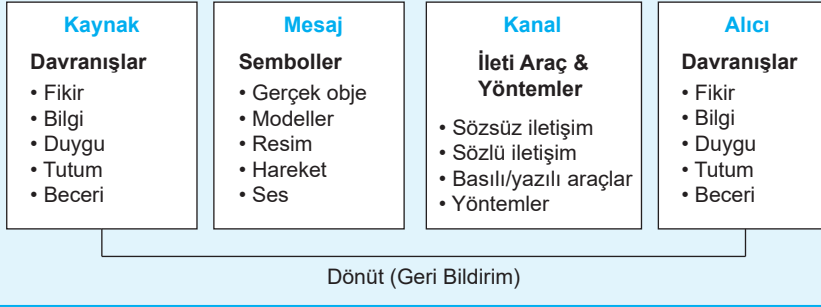 Kaynak
Davranışlar
• Fikir
• Bilgi
• Duygu
• Tutum
• Beceri
Mesaj
Semboller
• Gerçek obje
• Modeller
• Resim
• Hareket
• Ses
Kanal
İleti Araç &
Yöntemler
• Sözsüz iletişim
• Sözlü iletişim
• Basılı/yazılı araçlar
• Yöntemler
Alıcı
Davranışlar
• Fikir
• Bilgi
• Duygu
• Tutum
• Beceri
Dönüt (Geri Bildirim)